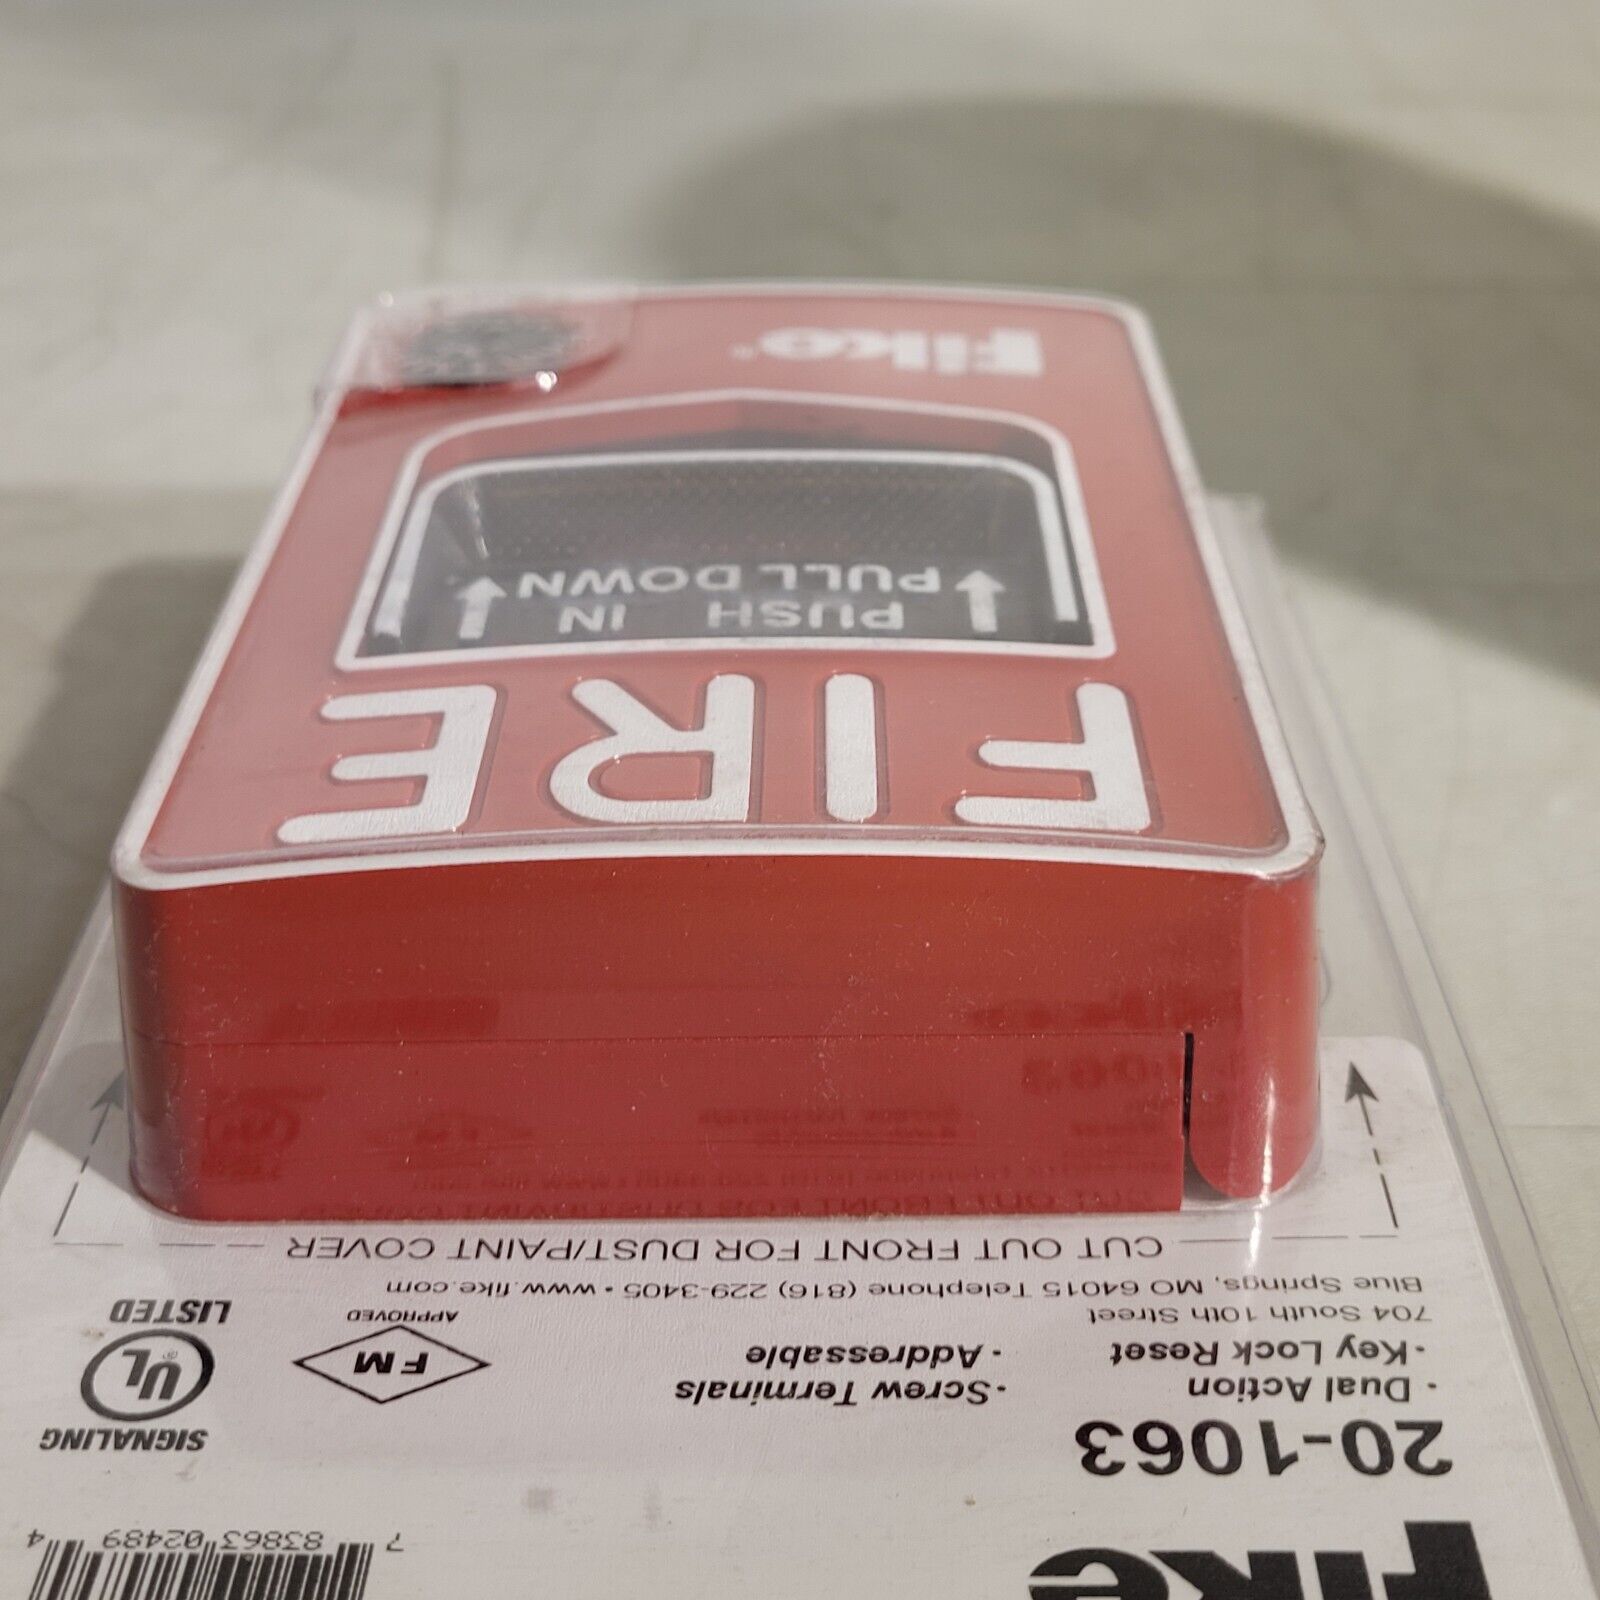 Fike
20-1063
· Dual Action
· Key Lock Reset
· Screw Terminals
· Addressable
704 South 10th Street
Blue Springs, MO 64015 Telephone (816) 229-3405 • www.fike.com
7 83863 02489 4
SIGNALING
UL ®
LISTED
FM
APPROVED
CUT OUT FRONT FOR DUST/PAINT COVER
FIRE
PUSH IN
PULL DOWN
Fike®